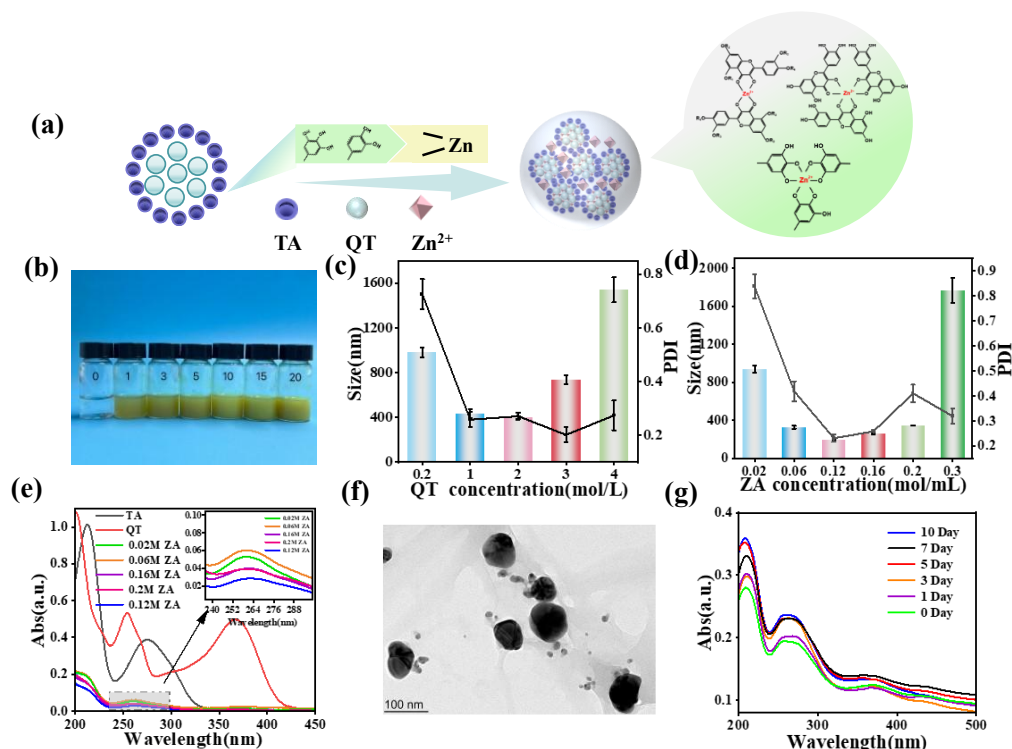 (a)
Zn
TA
QT
Zn2+
Zn2+
Zn2+
Zn2+
(b)
0 1 3 5 10 15 20
(c)
Size(nm)
1600
1200
800
400
0
0.2 1 2 3 4
QT concentration(mol/L)
0.8
0.6
0.4
0.2
PDI
(d)
Size(nm)
2000
1600
1200
800
400
0
0.02 0.06 0.12 0.16 0.2 0.3
ZA concentration(mol/mL)
0.9
0.8
0.7
0.6
0.5
0.4
0.3
0.2
PDI
(e)
Abs(a.u.)
1.0
0.8
0.6
0.4
0.2
0.0
200 250 300 350 400 450
Wavelength(nm)
TA
QT
0.02M ZA
0.06M ZA
0.16M ZA
0.2M ZA
0.12M ZA
0.10
0.08
0.06
0.04
0.02
0.00
240 252 264 276 288
Wavelength(nm)
0.02M ZA
0.06M ZA
0.16M ZA
0.2M ZA
0.12M ZA
(f)
100 nm
(g)
Abs(a.u.)
0.4
0.3
0.2
0.1
200 300 400 500
Wavelength(nm)
10 Day
7 Day
5 Day
3 Day
1 Day
0 Day